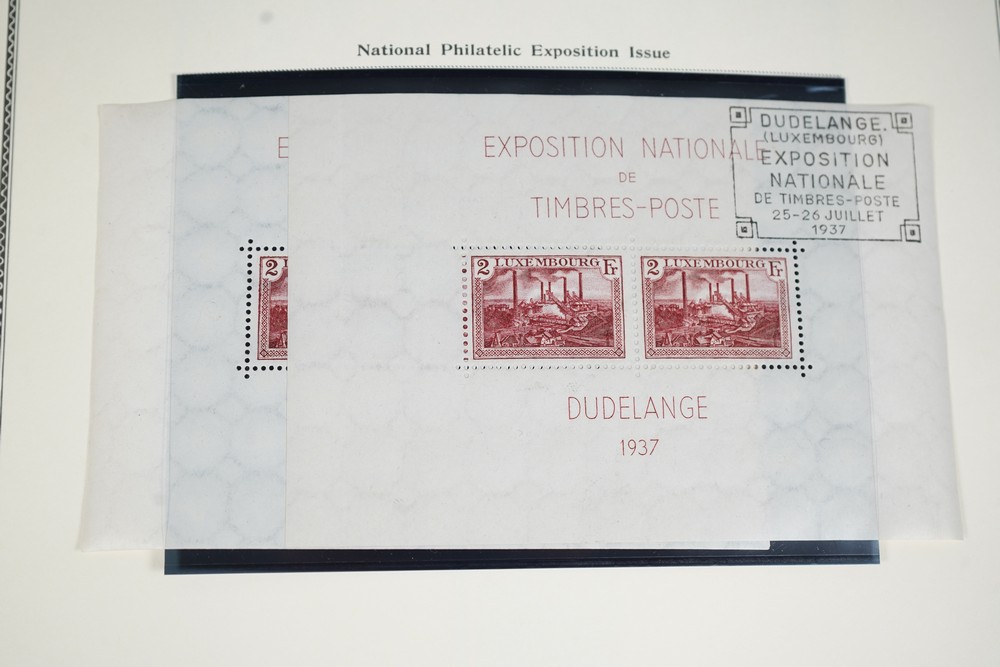 National Philatelic Exposition Issue
E
EXPOSITION NATIONALE
DE
TIMBRES-POSTE
DUDELANGE.
(LUXEMBOURG)
EXPOSITION
NATIONALE
DE TIMBRES-POSTE
25-26 JUILLET
1937
2 L
2 LUXEMBOURG Fr
2 LUXEMBOURG Fr
DUDELANGE
1937